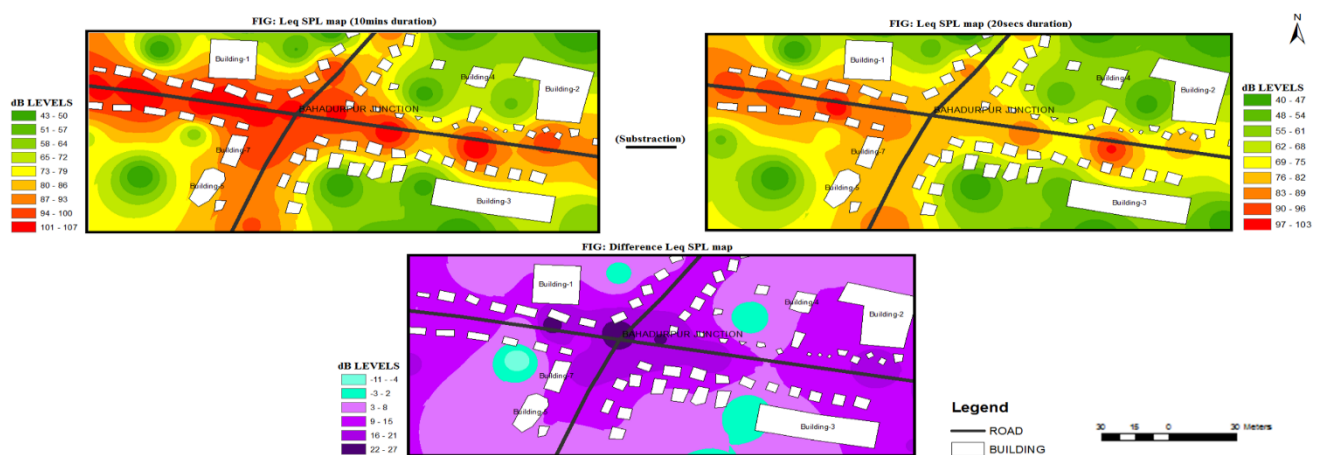 FIG: Leq SPL map (10mins duration)
FIG: Leq SPL map (20secs duration)
N
Building-1
Building-4
Building-2
BAHADURPUR JUNCTION
Building-7
Building-3
dB LEVELS
43 - 50
51 - 57
58 - 64
65 - 72
73 - 79
80 - 86
87 - 93
94 - 100
101 - 107
(Substraction)
Building-1
Building-4
Building-2
BAHADURPUR JUNCTION
Building-7
Building-3
dB LEVELS
40 - 47
48 - 54
55 - 61
62 - 68
69 - 75
76 - 82
83 - 89
90 - 96
97 - 103
FIG: Difference Leq SPL map
Building-1
Building-4
Building-2
BAHADURPUR JUNCTION
Building-7
Building-3
dB LEVELS
-11 - -4
-3 - 2
3 - 8
9 - 15
16 - 21
22 - 27
Legend
ROAD
BUILDING
30 15 0 30 Meters